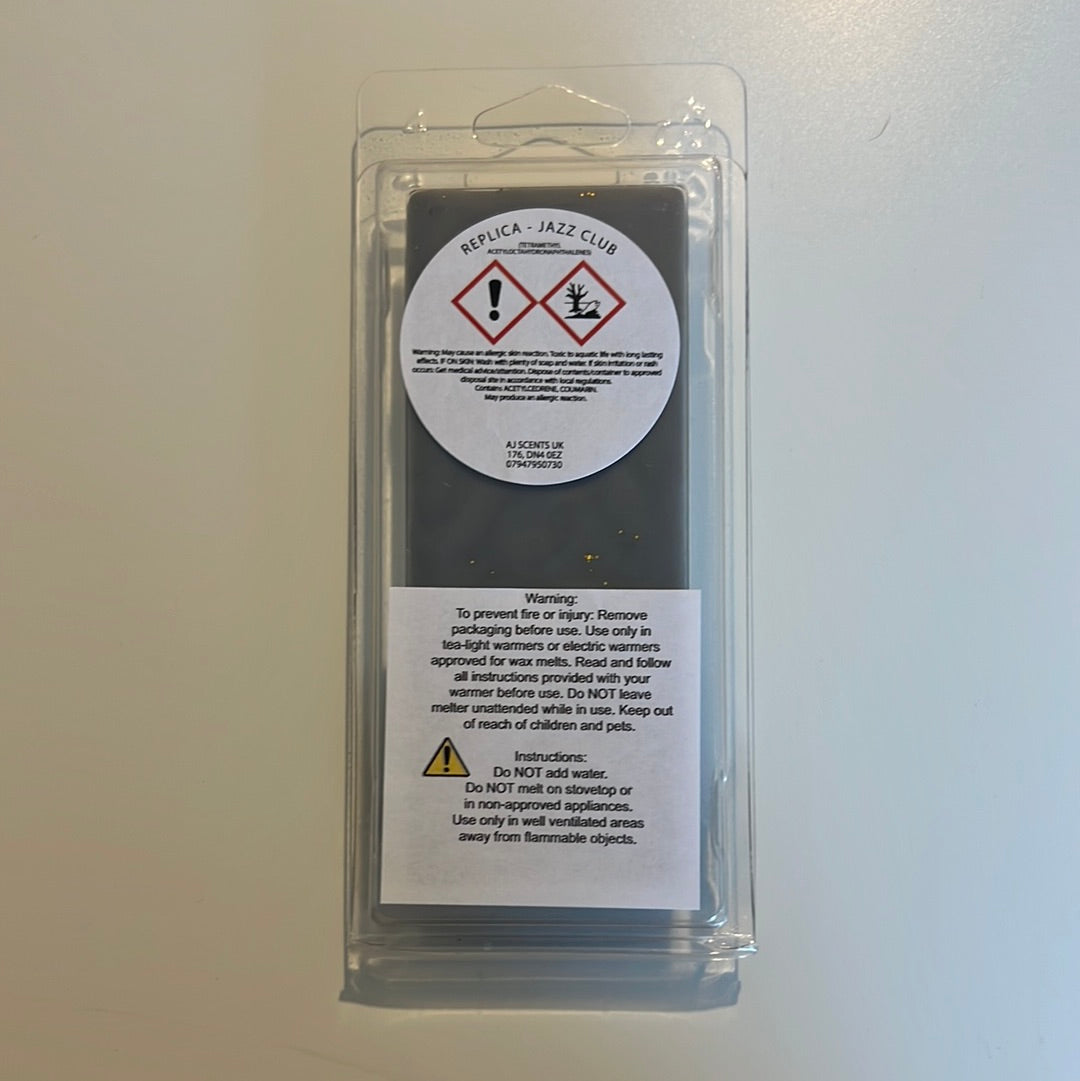 REPLICA - JAZZ CLUB
(TETRAMETHYL
ACETYLOCTAHYDRONAPHTHALENES)
Warning: May cause an allergic skin reaction. Toxic to aquatic life with long lasting
effects. IF ON SKIN: Wash with plenty of soap and water. If skin irritation or rash
occurs: Get medical advice/attention. Dispose of contents/container to approved
disposal site in accordance with local regulations.
Contains ACETYLCEDRENE, COUMARIN.
May produce an allergic reaction.
AJ SCENTS UK
176, DN4 0EZ
07947950730
Warning:
To prevent fire or injury: Remove
packaging before use. Use only in
tea-light warmers or electric warmers
approved for wax melts. Read and follow
all instructions provided with your
warmer before use. Do NOT leave
melter unattended while in use. Keep out
of reach of children and pets.
Instructions:
Do NOT add water.
Do NOT melt on stovetop or
in non-approved appliances.
Use only in well ventilated areas
away from flammable objects.